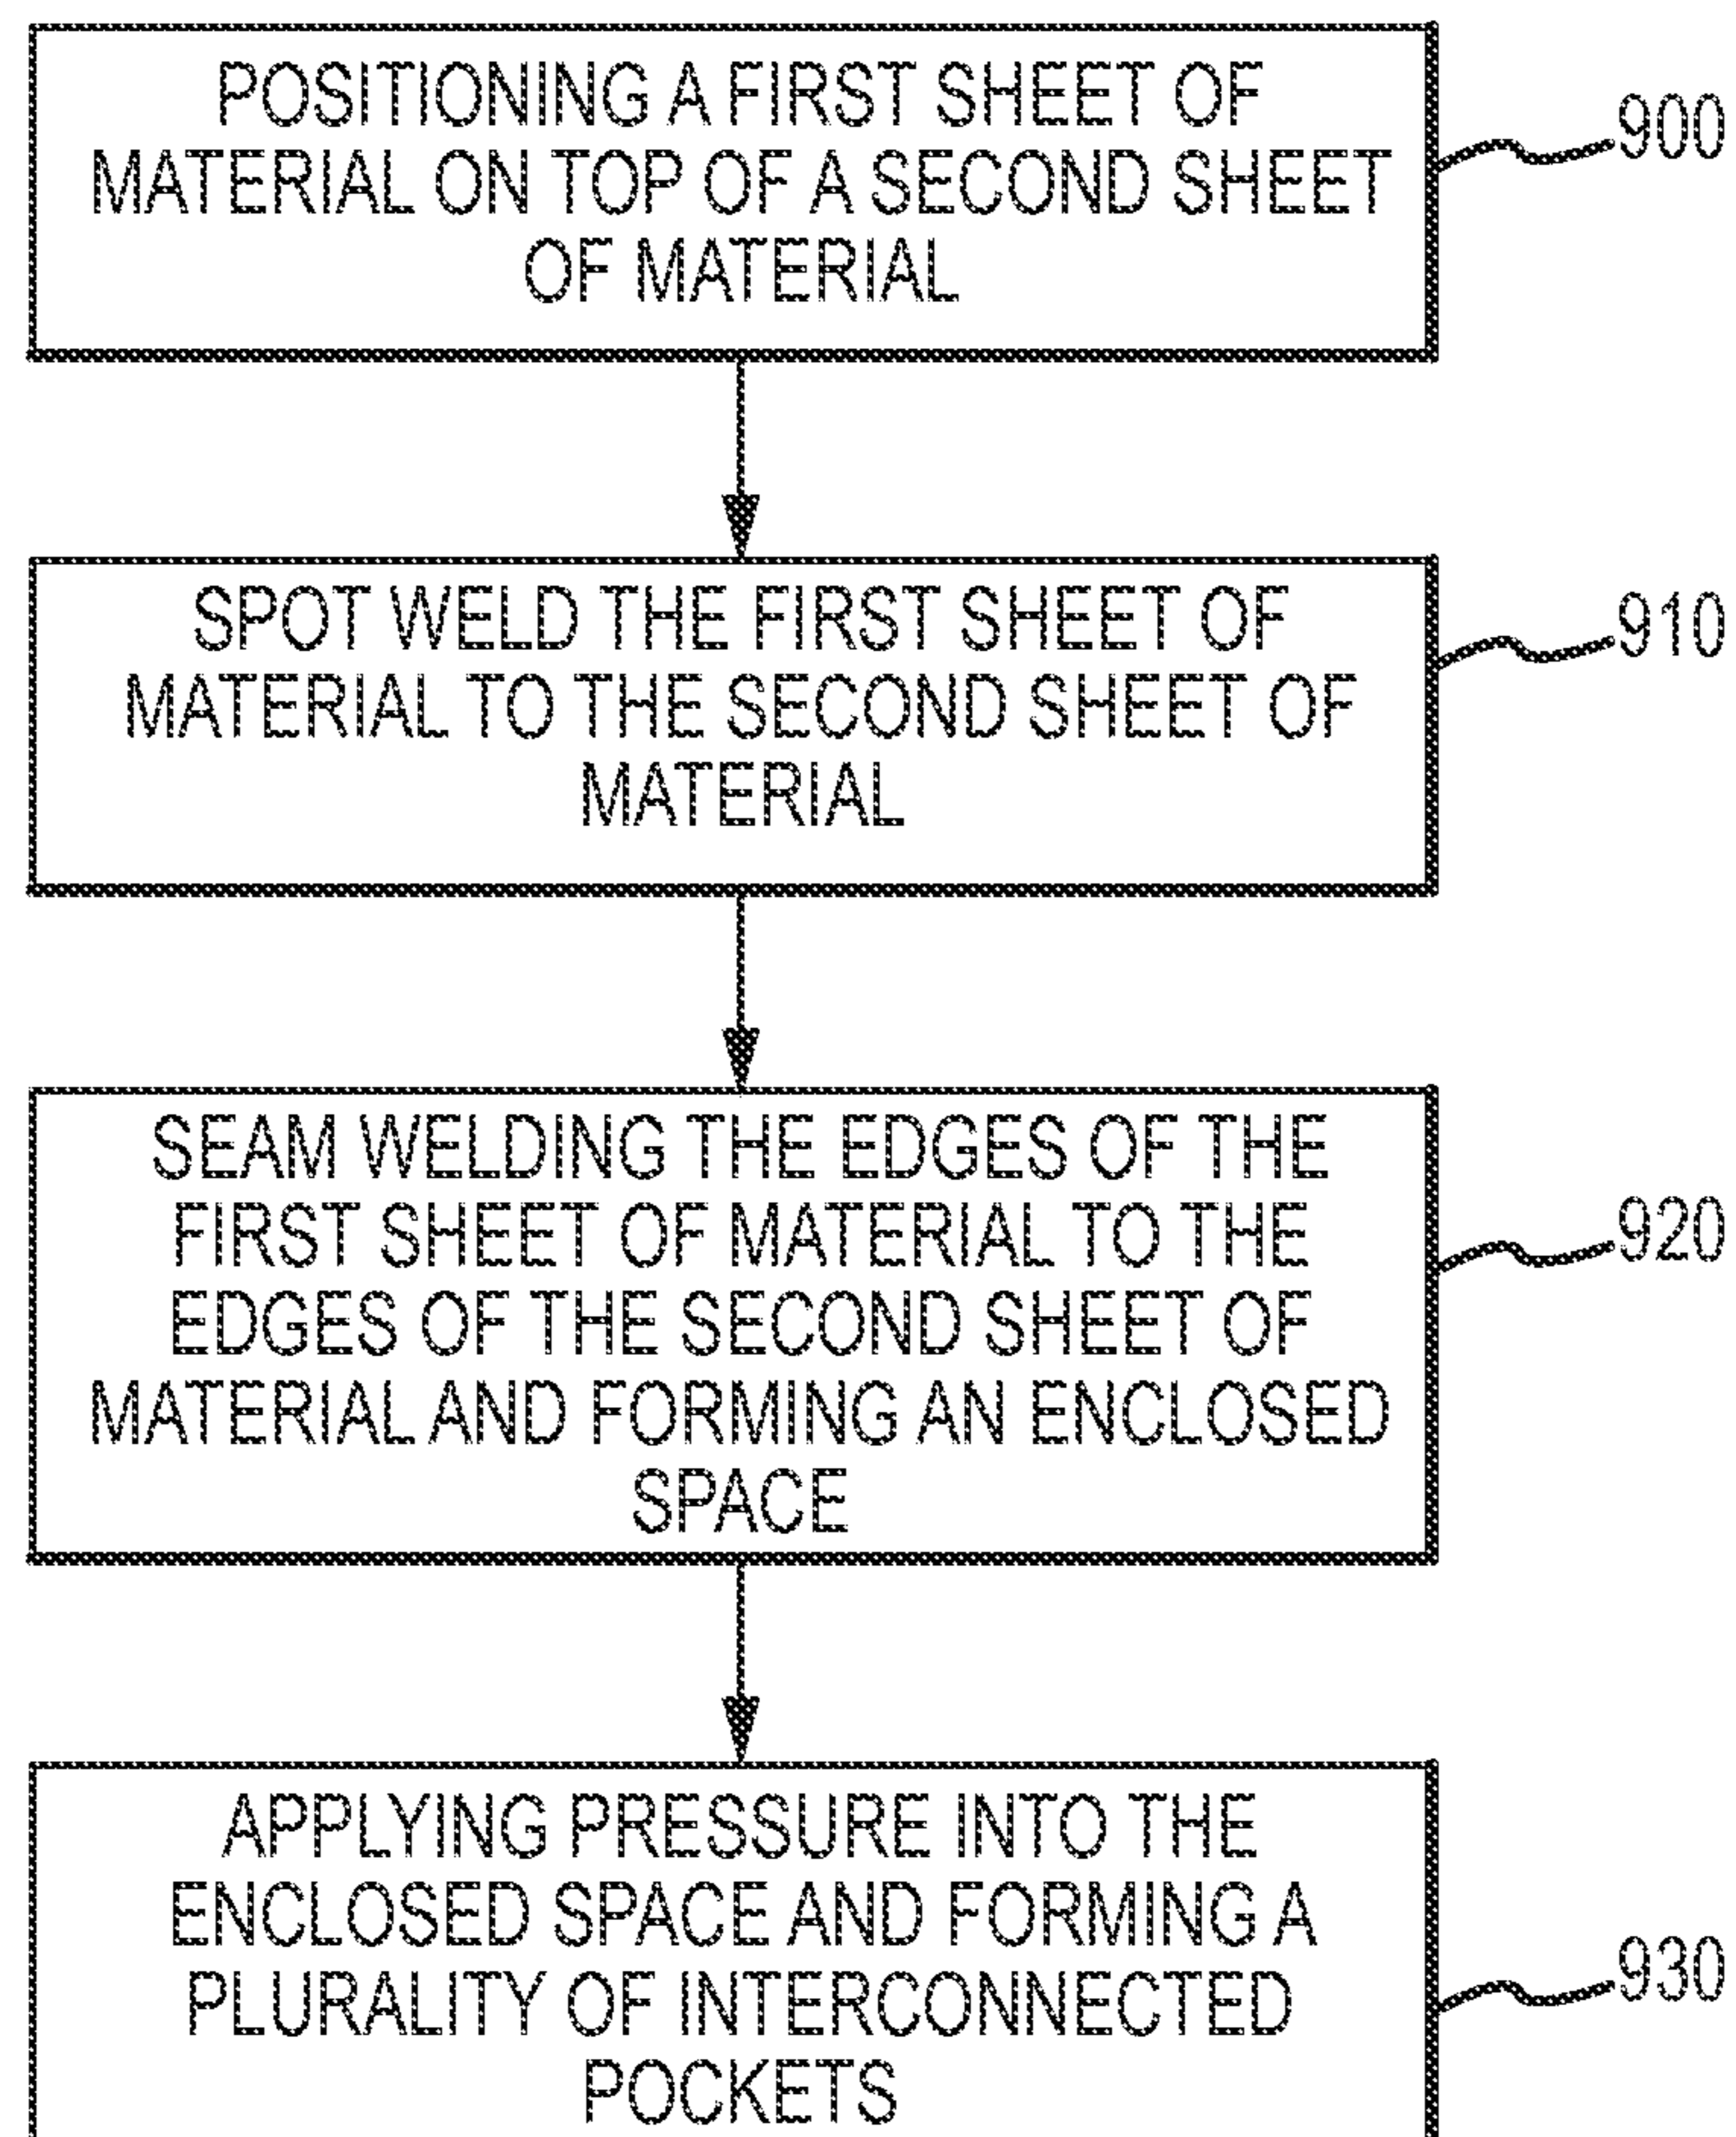 POSITIONING A FIRST SHEET OF
MATERIAL ON TOP OF A SECOND SHEET
OF MATERIAL
900
SPOT WELD THE FIRST SHEET OF
MATERIAL TO THE SECOND SHEET OF
MATERIAL
910
SEAM WELDING THE EDGES OF THE
FIRST SHEET OF MATERIAL TO THE
EDGES OF THE SECOND SHEET OF
MATERIAL AND FORMING AN ENCLOSED
SPACE
920
APPLYING PRESSURE INTO THE
ENCLOSED SPACE AND FORMING A
PLURALITY OF INTERCONNECTED
POCKETS
930